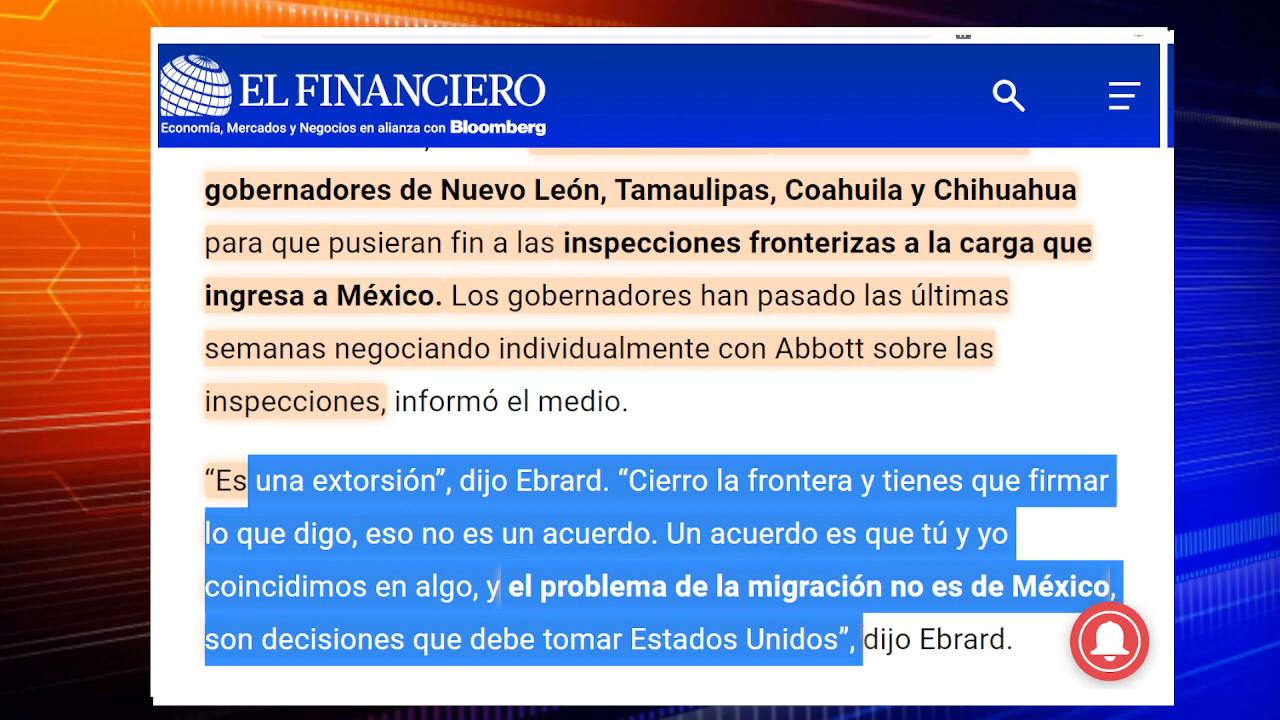 EL FINANCIERO
Economía, Mercados y Negocios en alianza con Bloomberg
gobernadores de Nuevo León, Tamaulipas, Coahuila y Chihuahua
para que pusieran fin a las inspecciones fronterizas a la carga que
ingresa a México. Los gobernadores han pasado las últimas
semanas negociando individualmente con Abbott sobre las
inspecciones, informó el medio.
“Es una extorsión”, dijo Ebrard. “Cierro la frontera y tienes que firmar
lo que digo, eso no es un acuerdo. Un acuerdo es que tú y yo
coincidimos en algo, y el problema de la migración no es de México,
son decisiones que debe tomar Estados Unidos”, dijo Ebrard.